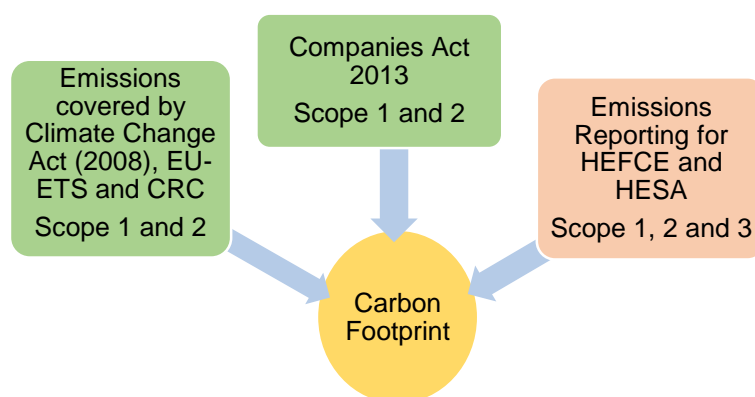 Emissions
covered by
Climate Change
Act (2008), EU-
ETS and CRC
Scope 1 and 2
Companies Act
2013
Scope 1 and 2
Emissions
Reporting for
HEFCE and
HESA
Scope 1, 2 and 3
Carbon
Footprint